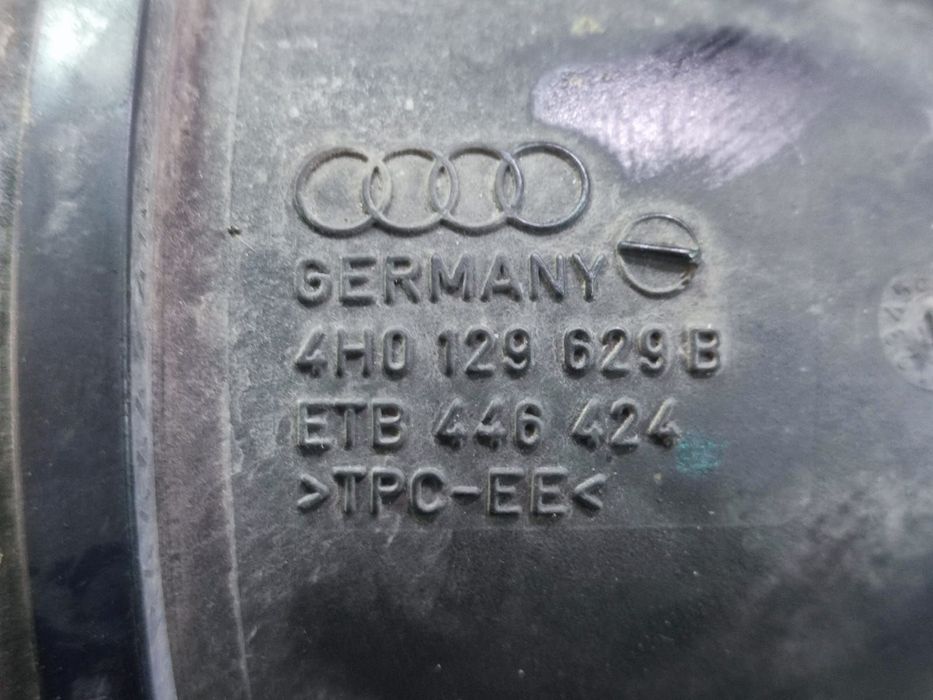 GERMANY
4H0 129 629 B
ETB 446 424
>TPC-EE<